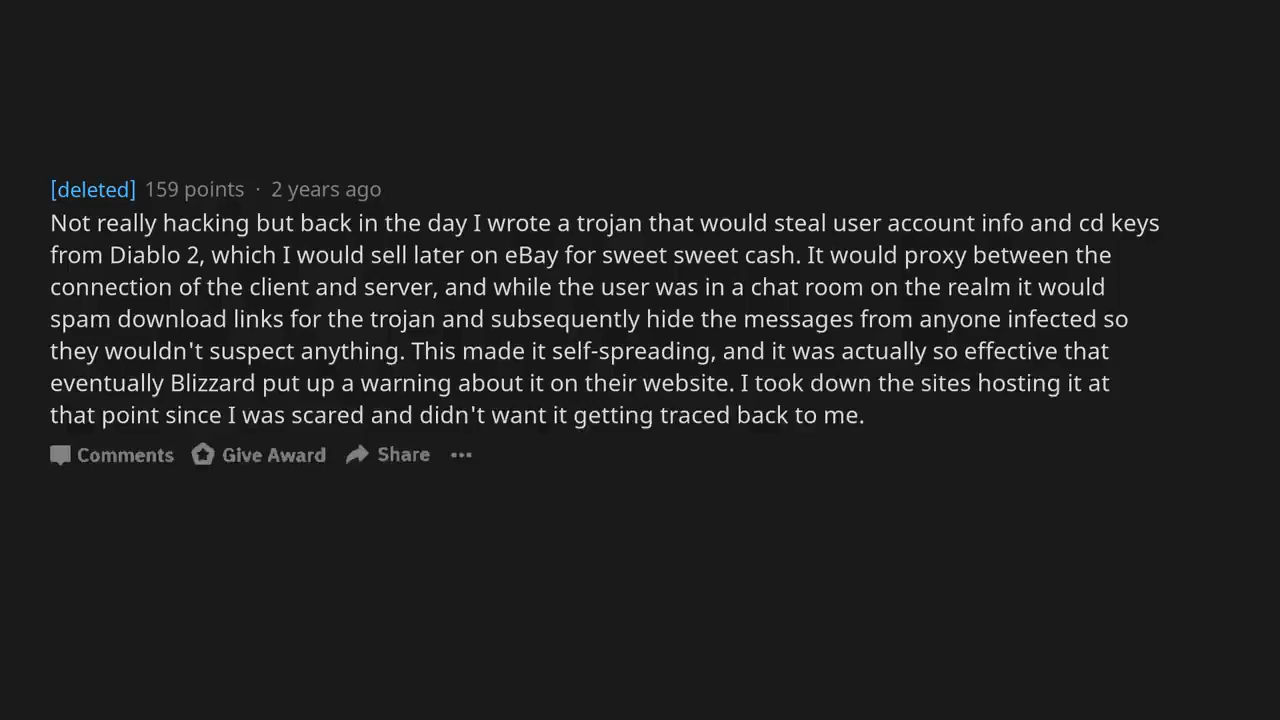 [deleted] 159 points · 2 years ago
Not really hacking but back in the day I wrote a trojan that would steal user account info and cd keys
from Diablo 2, which I would sell later on eBay for sweet sweet cash. It would proxy between the
connection of the client and server, and while the user was in a chat room on the realm it would
spam download links for the trojan and subsequently hide the messages from anyone infected so
they wouldn't suspect anything. This made it self-spreading, and it was actually so effective that
eventually Blizzard put up a warning about it on their website. I took down the sites hosting it at
that point since I was scared and didn't want it getting traced back to me.
Comments Give Award Share ···